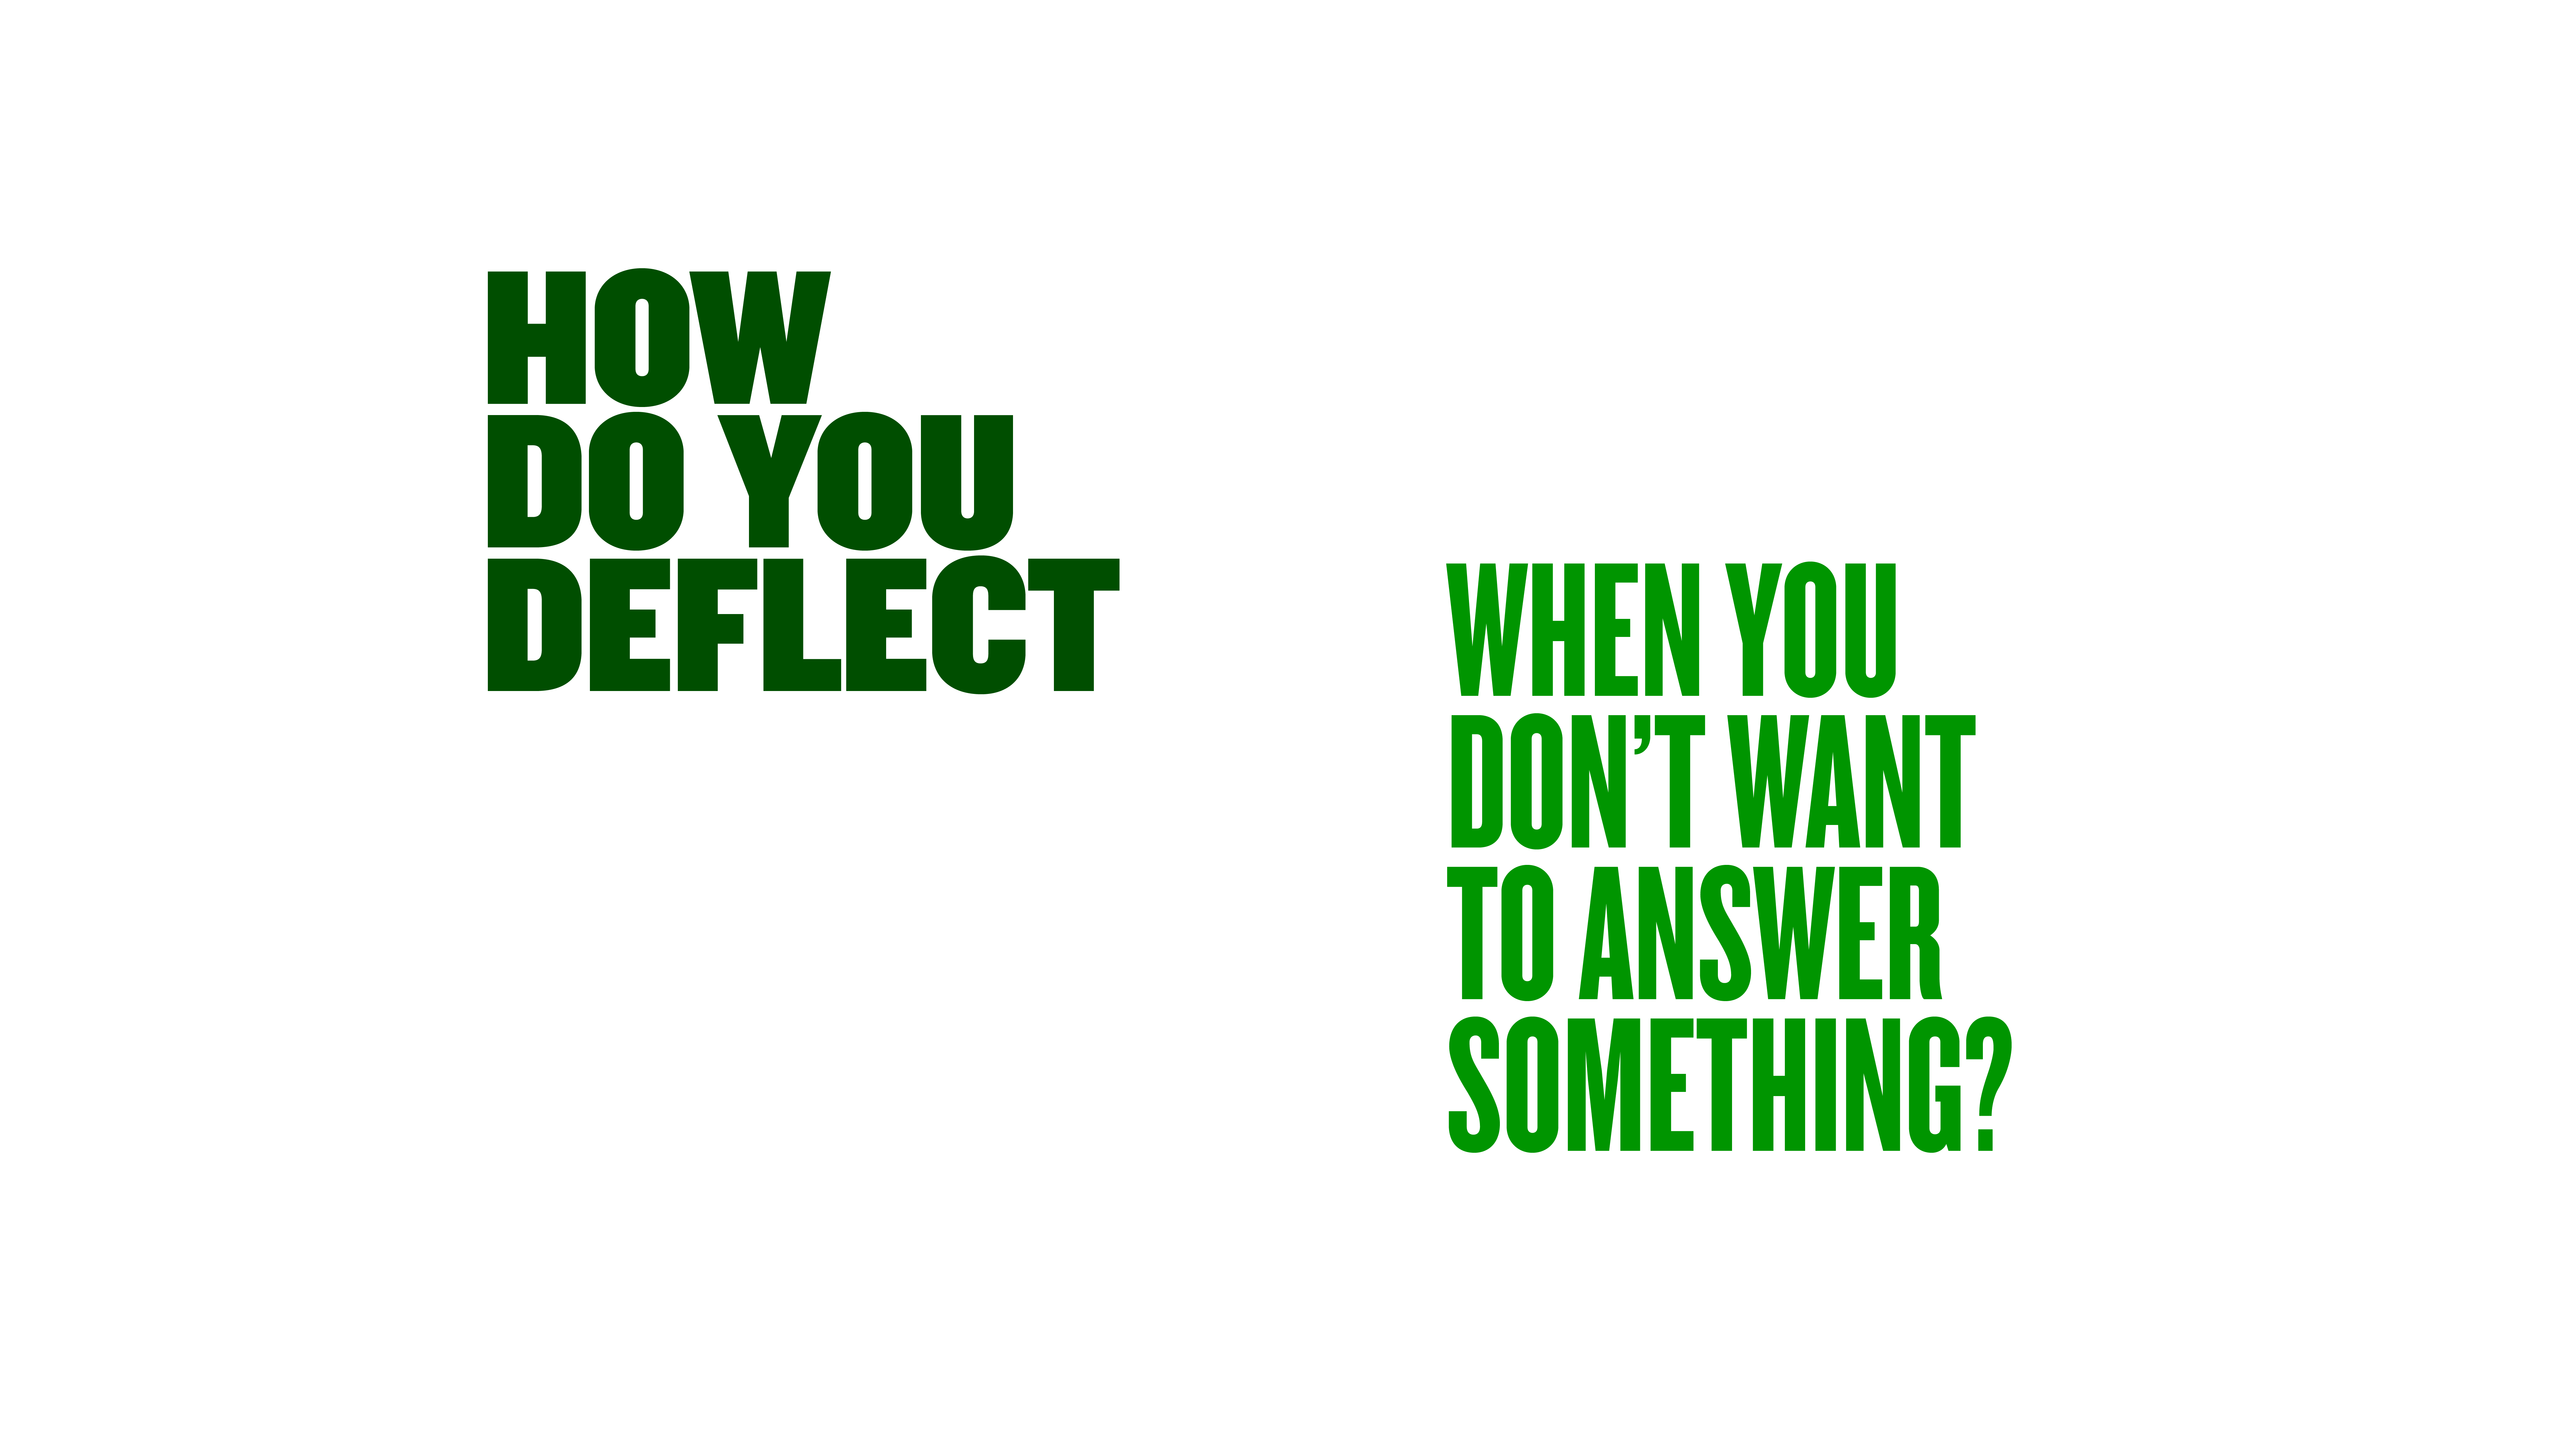 HOW
DO YOU
DEFLECT
WHEN YOU
DON’T WANT
TO ANSWER
SOMETHING?